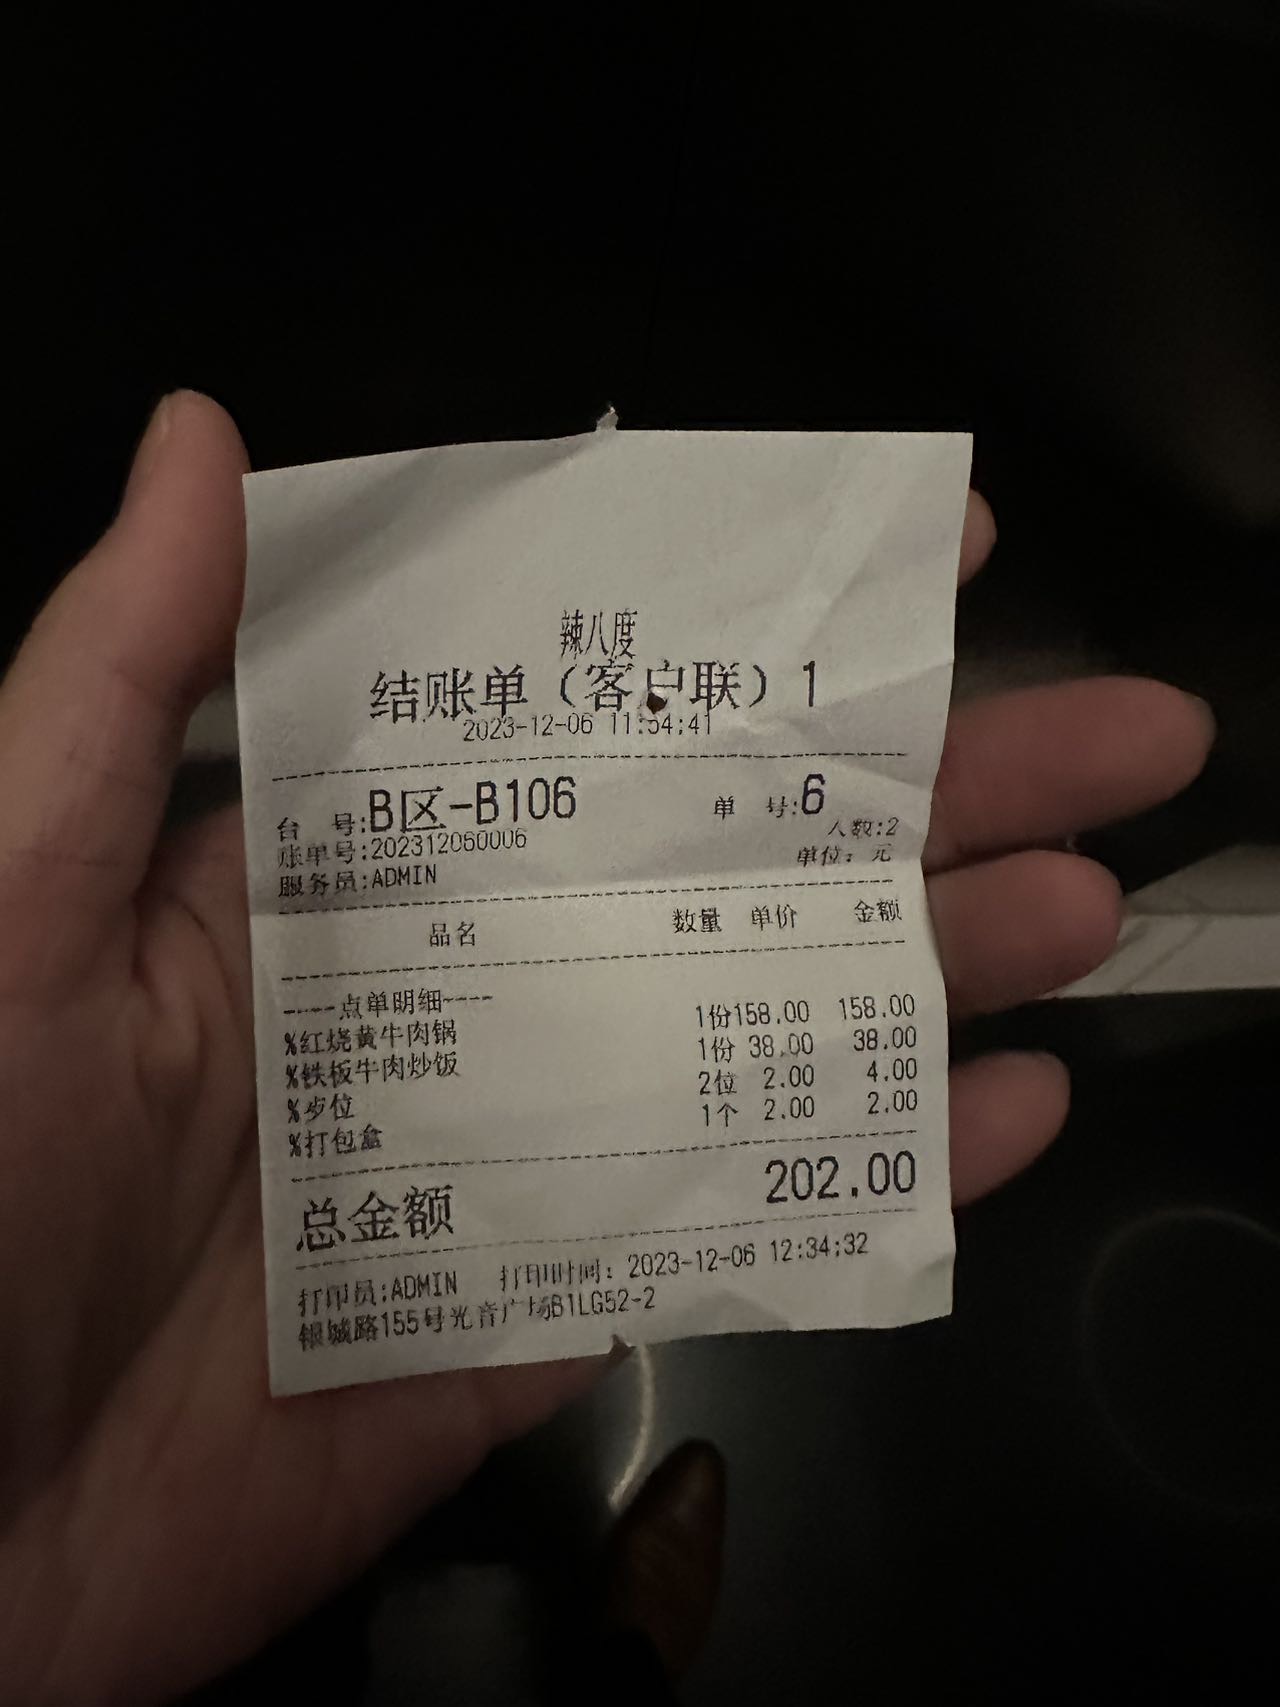 辣八度
结账单（客户联）1
2023-12-06 11:54:41
台 号:B区-B106 单 号:6
账单号:202312060006 人数:2
服务员:ADMIN 单位：元
品名 数量 单价 金额
----点单明细----
%红烧黄牛肉锅 1份 158.00 158.00
%铁板牛肉炒饭 1份 38.00 38.00
%岁位 2位 2.00 4.00
%打包盒 1个 2.00 2.00
总金额 202.00
打印员:ADMIN 打印时间：2023-12-06 12:34:32
银城路155号光音广场B1LG52-2